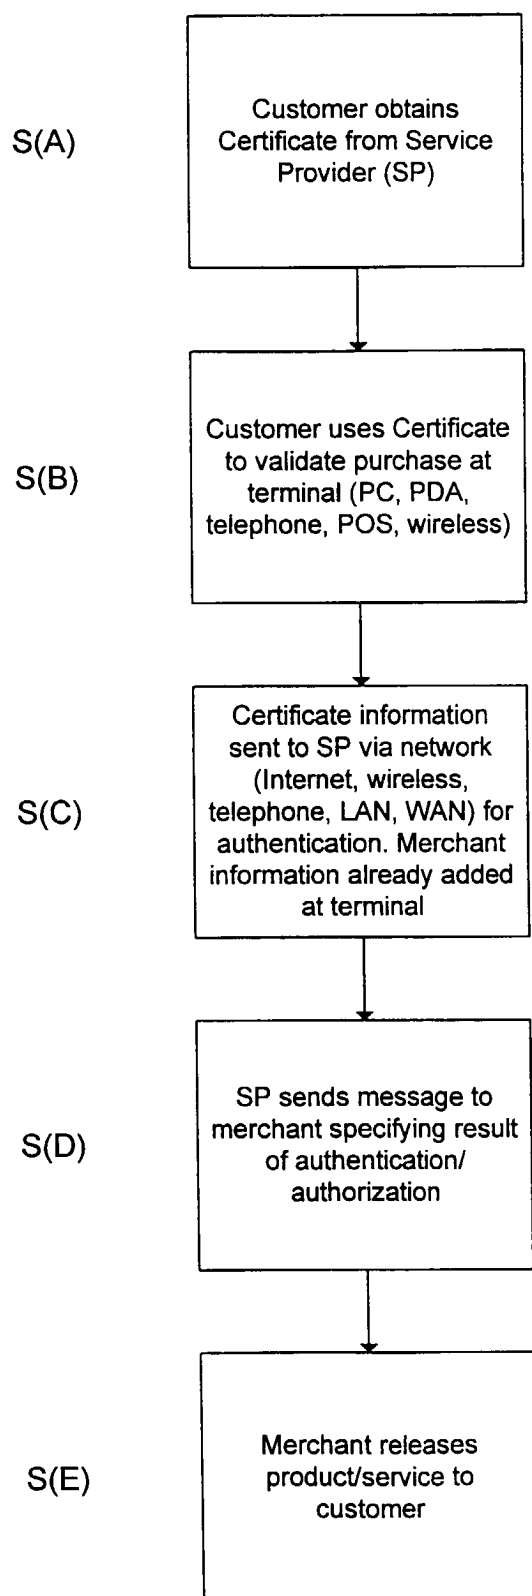 S(A)
Customer obtains
Certificate from Service
Provider (SP)
S(B)
Customer uses Certificate
to validate purchase at
terminal (PC, PDA,
telephone, POS, wireless)
S(C)
Certificate information
sent to SP via network
(Internet, wireless,
telephone, LAN, WAN) for
authentication. Merchant
information already added
at terminal
S(D)
SP sends message to
merchant specifying result
of authentication/
authorization
S(E)
Merchant releases
product/service to
customer